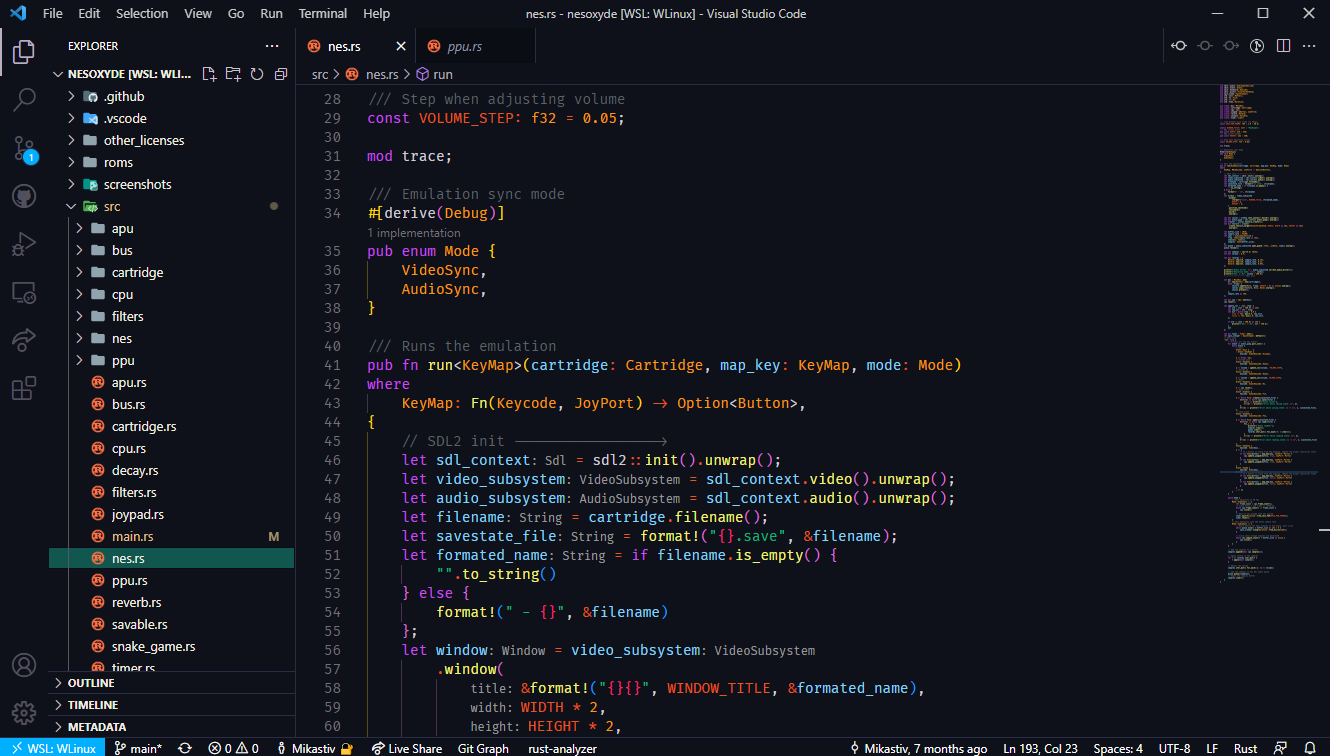 File Edit Selection View Go Run Terminal Help nes.rs - nesoxyde [WSL: WLinux] - Visual Studio Code
EXPLORER
NESOXYDE [WSL: WLI...
.github
.vscode
other_licenses
roms
screenshots
src
apu
bus
cartridge
cpu
filters
nes
ppu
apu.rs
bus.rs
cartridge.rs
cpu.rs
decay.rs
filters.rs
joypad.rs
main.rs M
nes.rs
ppu.rs
reverb.rs
savable.rs
snake_game.rs
timer.rs
OUTLINE
TIMELINE
METADATA
1
nes.rs ppu.rs
src > nes.rs > run
28 /// Step when adjusting volume
29 const VOLUME_STEP: f32 = 0.05;
30
31 mod trace;
32
33 /// Emulation sync mode
34 #[derive(Debug)]
1 implementation
35 pub enum Mode {
36 VideoSync,
37 AudioSync,
38 }
39
40 /// Runs the emulation
41 pub fn run<KeyMap>(cartridge: Cartridge, map_key: KeyMap, mode: Mode)
42 where
43 KeyMap: Fn(Keycode, JoyPort) -> Option<Button>,
44 {
45 // SDL2 init ------------------>
46 let sdl_context: Sdl = sdl2::init().unwrap();
47 let video_subsystem: VideoSubsystem = sdl_context.video().unwrap();
48 let audio_subsystem: AudioSubsystem = sdl_context.audio().unwrap();
49 let filename: String = cartridge.filename();
50 let savestate_file: String = format!("{}.save", &filename);
51 let formated_name: String = if filename.is_empty() {
52 "".to_string()
53 } else {
54 format!(" - {}", &filename)
55 };
56 let window: Window = video_subsystem: VideoSubsystem
57 .window(
58 title: &format!("{}{}", WINDOW_TITLE, &formated_name),
59 width: WIDTH * 2,
60 height: HEIGHT * 2,
WSL: WLinux main* 0 0 Mikastiv Live Share Git Graph rust-analyzer Mikastiv, 7 months ago Ln 193, Col 23 Spaces: 4 UTF-8 LF Rust